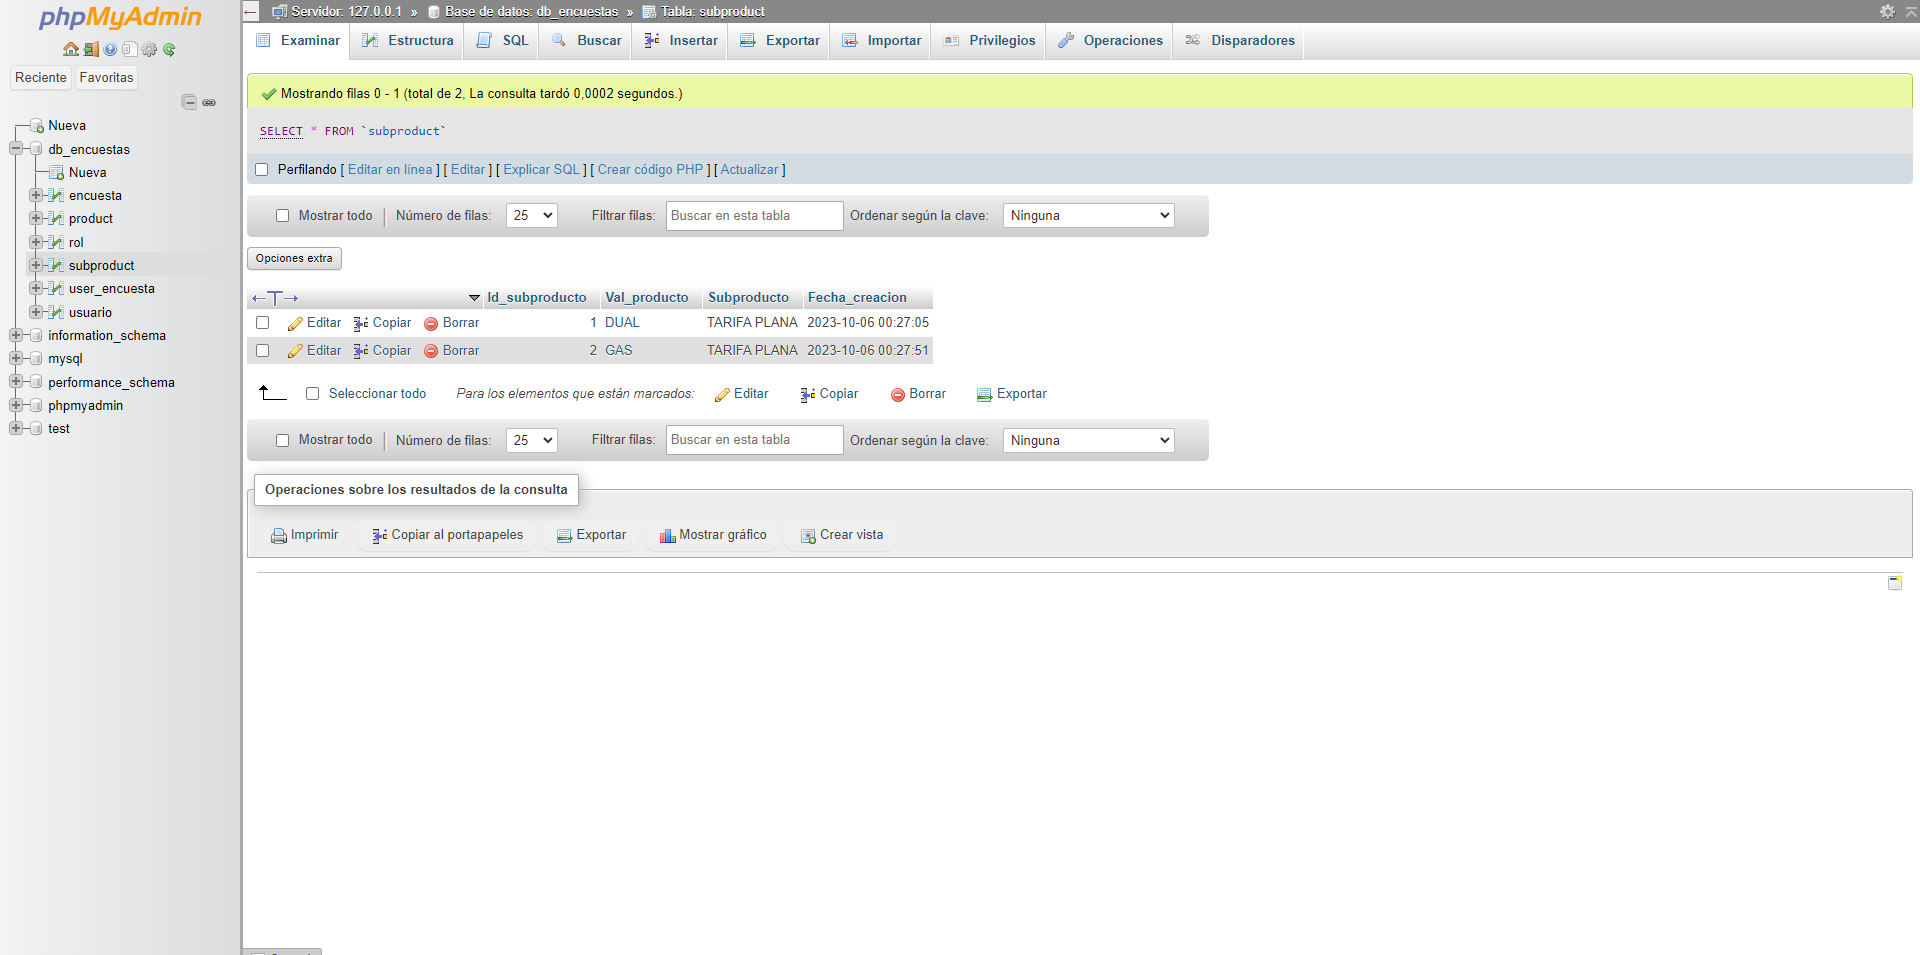 phpMyAdmin
Reciente Favoritas
Nueva
db_encuestas
Nueva
encuesta
product
rol
subproduct
user_encuesta
usuario
information_schema
mysql
performance_schema
phpmyadmin
test
Servidor: 127.0.0.1 » Base de datos: db_encuestas » Tabla: subproduct
Examinar Estructura SQL Buscar Insertar Exportar Importar Privilegios Operaciones Disparadores
Mostrando filas 0 - 1 (total de 2, La consulta tardó 0,0002 segundos.)
SELECT * FROM `subproduct`
Perfilando [ Editar en línea ] [ Editar ] [ Explicar SQL ] [ Crear código PHP ] [ Actualizar ]
Mostrar todo Número de filas: 25 Filtrar filas: Buscar en esta tabla Ordenar según la clave: Ninguna
Opciones extra
Id_subproducto Val_producto Subproducto Fecha_creacion
Editar Copiar Borrar 1 DUAL TARIFA PLANA 2023-10-06 00:27:05
Editar Copiar Borrar 2 GAS TARIFA PLANA 2023-10-06 00:27:51
Seleccionar todo Para los elementos que están marcados: Editar Copiar Borrar Exportar
Mostrar todo Número de filas: 25 Filtrar filas: Buscar en esta tabla Ordenar según la clave: Ninguna
Operaciones sobre los resultados de la consulta
Imprimir Copiar al portapapeles Exportar Mostrar gráfico Crear vista